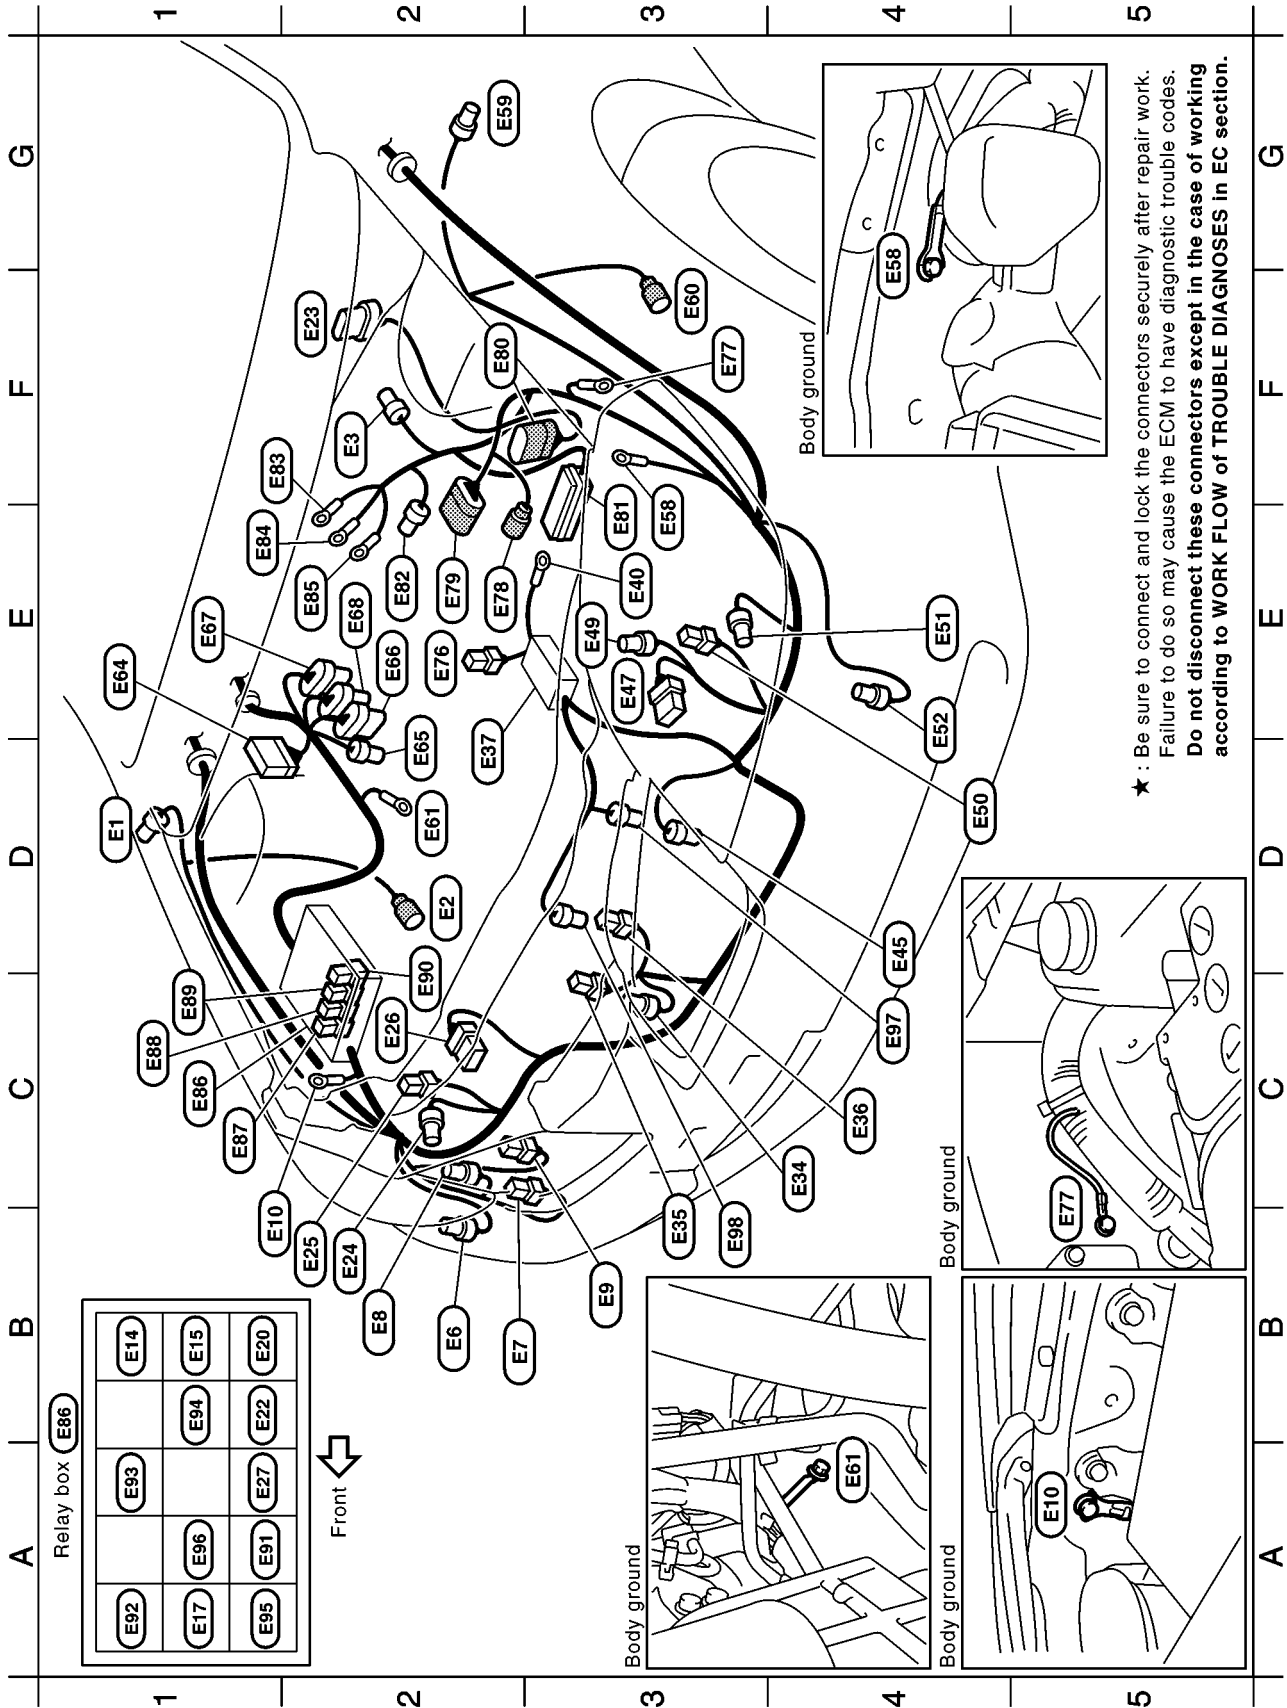 A B C D E F G
1 1
Relay box E86
E92 E93 E14
E17 E96 E94 E15
E95 E91 E27 E22 E20
Front
E1
E64
E88
E89
E86
E67
E87
E84
E83
E10
E25
E85
E23
E24
E68
E3
2 2
E8
E26
E66
E82
E90
E65
E61
E2
E76
E79
E6
E37
E78
E80
E59
E7
E9
E49
E47
E40
E81
3 3
E58
E35
E60
E98
E77
E34
E36
E97
E45
4 4
E52
E51
E50
Body ground
E61
Body ground
E58
Body ground
E10
Body ground
E77
5 5
★ : Be sure to connect and lock the connectors securely after repair work.
Failure to do so may cause the ECM to have diagnostic trouble codes.
Do not disconnect these connectors except in the case of working
according to WORK FLOW of TROUBLE DIAGNOSES in EC section.
A B C D E F G